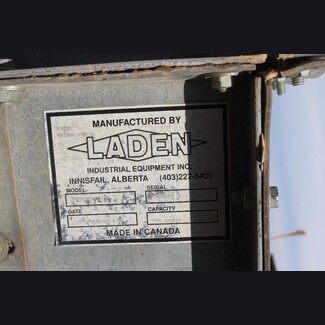 MANUFACTURED BY
LADEN
INDUSTRIAL EQUIPMENT INC.
INNISFAIL, ALBERTA (403)227-5400
MODEL SERIAL
DATE CAPACITY
MADE IN CANADA